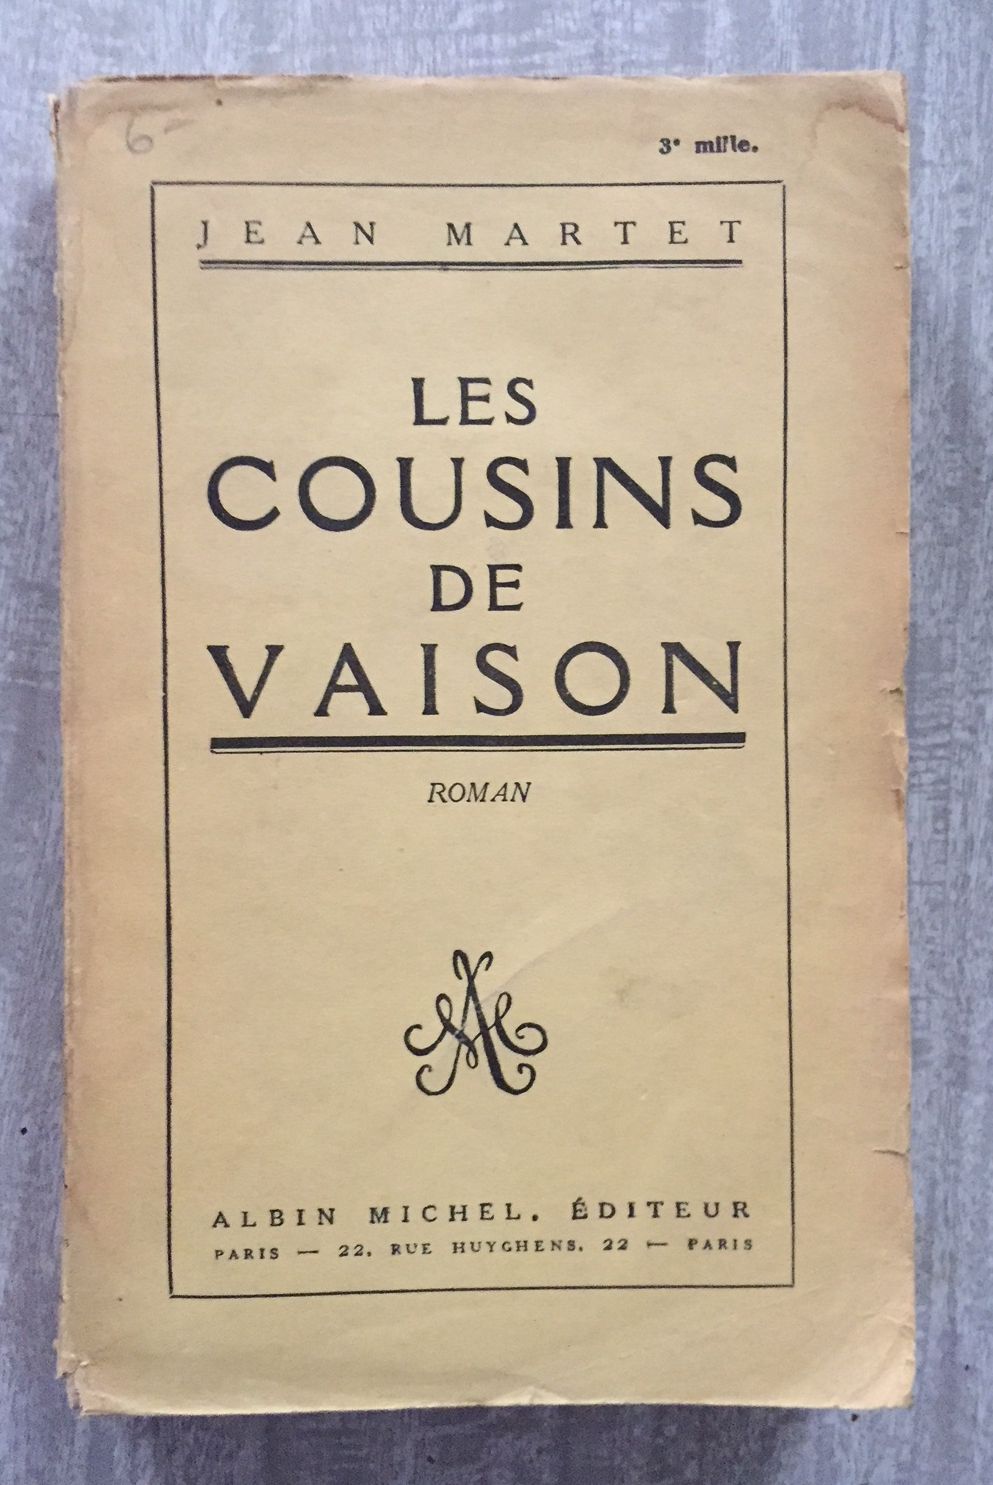 6-
3e mille.
JEAN MARTET
LES
COUSINS
DE
VAISON
ROMAN
AM
ALBIN MICHEL. ÉDITEUR
PARIS — 22. RUE HUYGHENS. 22 — PARIS